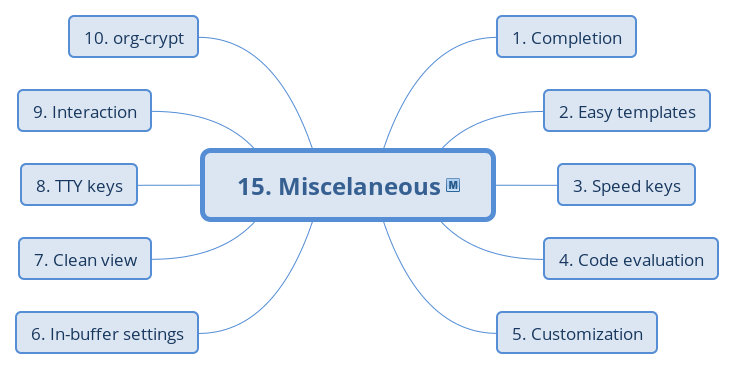 10. org-crypt
1. Completion
9. Interaction
2. Easy templates
15. Miscelaneous M
8. TTY keys
3. Speed keys
7. Clean view
4. Code evaluation
6. In-buffer settings
5. Customization